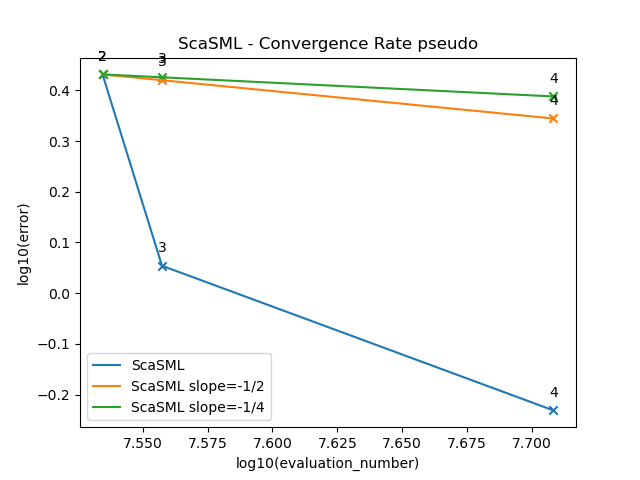 ScaSML - Convergence Rate pseudo
2
3
3
4
4
3
4
log10(error)
0.4
0.3
0.2
0.1
0.0
−0.1
−0.2
ScaSML
ScaSML slope=-1/2
ScaSML slope=-1/4
7.550 7.575 7.600 7.625 7.650 7.675 7.700
log10(evaluation_number)